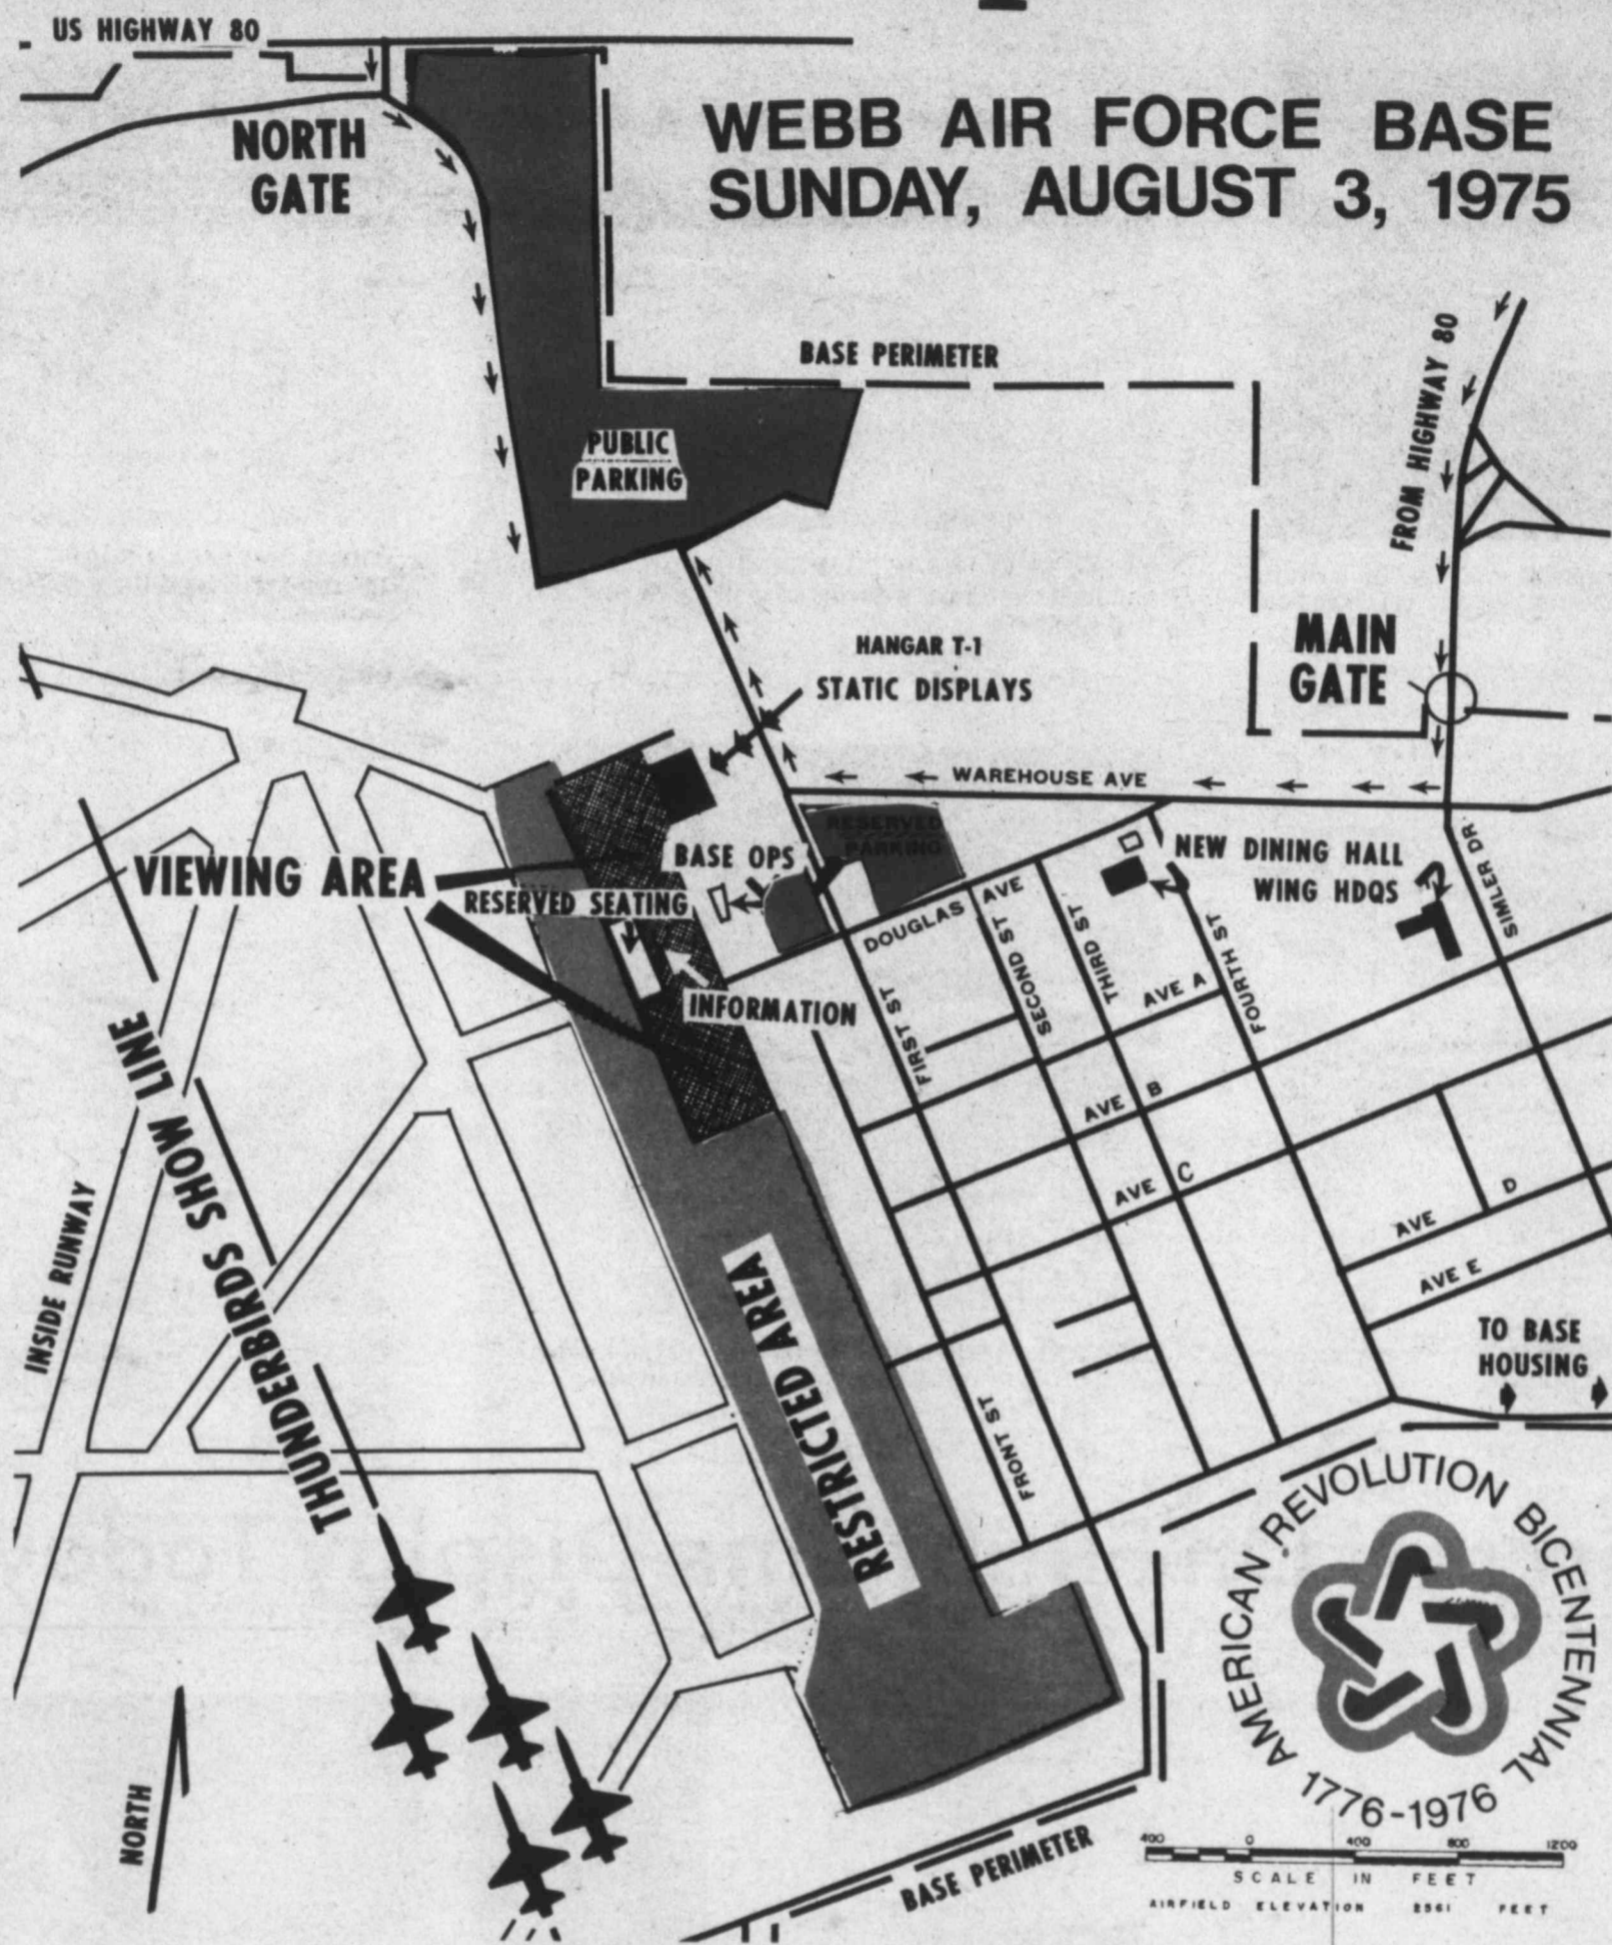 US HIGHWAY 80
NORTH
GATE
WEBB AIR FORCE BASE
SUNDAY, AUGUST 3, 1975
BASE PERIMETER
FROM HIGHWAY 80
PUBLIC
PARKING
MAIN
GATE
HANGAR T-1
STATIC DISPLAYS
WAREHOUSE AVE
RESERVED
PARKING
BASE OPS
VIEWING AREA
RESERVED SEATING
NEW DINING HALL
WING HDQS
SIMLER DR
DOUGLAS AVE
INFORMATION
FIRST ST
SECOND ST
THIRD ST
FOURTH ST
AVE A
AVE B
AVE C
AVE D
AVE E
THUNDERBIRDS SHOW LINE
INSIDE RUNWAY
RESTRICTED AREA
FRONT ST
TO BASE
HOUSING
AMERICAN REVOLUTION BICENTENNIAL
1776-1976
NORTH
BASE PERIMETER
400 0 400 800 1200
SCALE IN FEET
AIRFIELD ELEVATION 2561 FEET